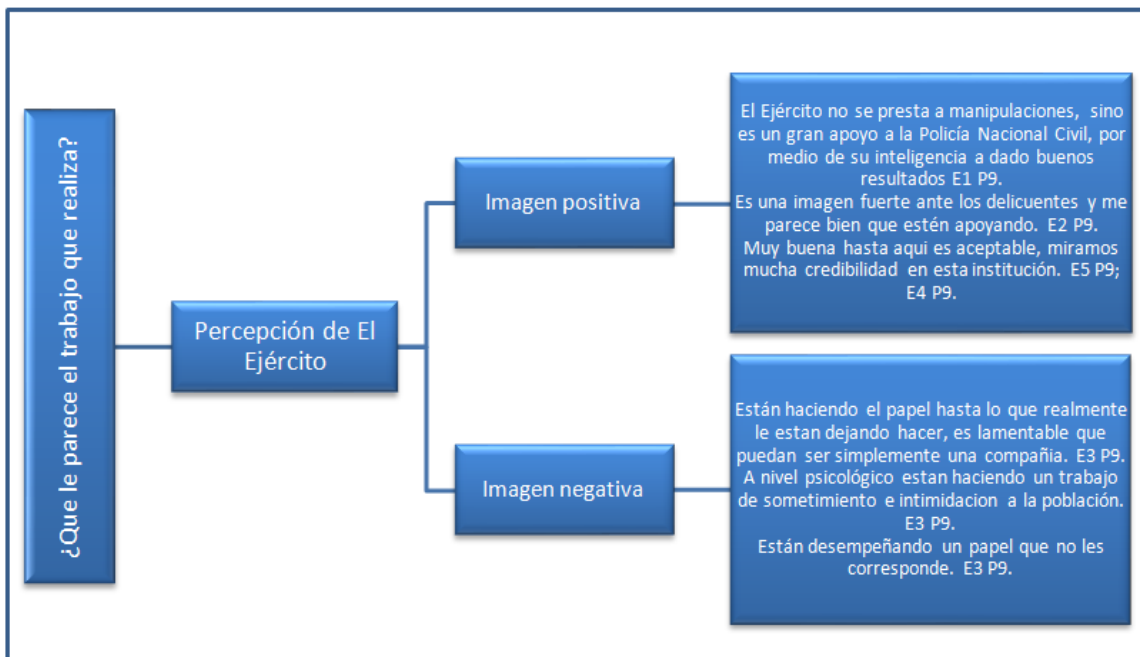 ¿Que le parece el trabajo que realiza?
Percepción de El
Ejército
Imagen positiva
El Ejército no se presta a manipulaciones, sino
es un gran apoyo a la Policía Nacional Civil, por
medio de su inteligencia a dado buenos
resultados E1 P9.
Es una imagen fuerte ante los delicuentes y me
parece bien que estén apoyando. E2 P9.
Muy buena hasta aqui es aceptable, miramos
mucha credibilidad en esta institución. E5 P9;
E4 P9.
Imagen negativa
Están haciendo el papel hasta lo que realmente
le estan dejando hacer, es lamentable que
puedan ser simplemente una compañia. E3 P9.
A nivel psicológico estan haciendo un trabajo
de sometimiento e intimidacion a la población.
E3 P9.
Están desempeñando un papel que no les
corresponde. E3 P9.